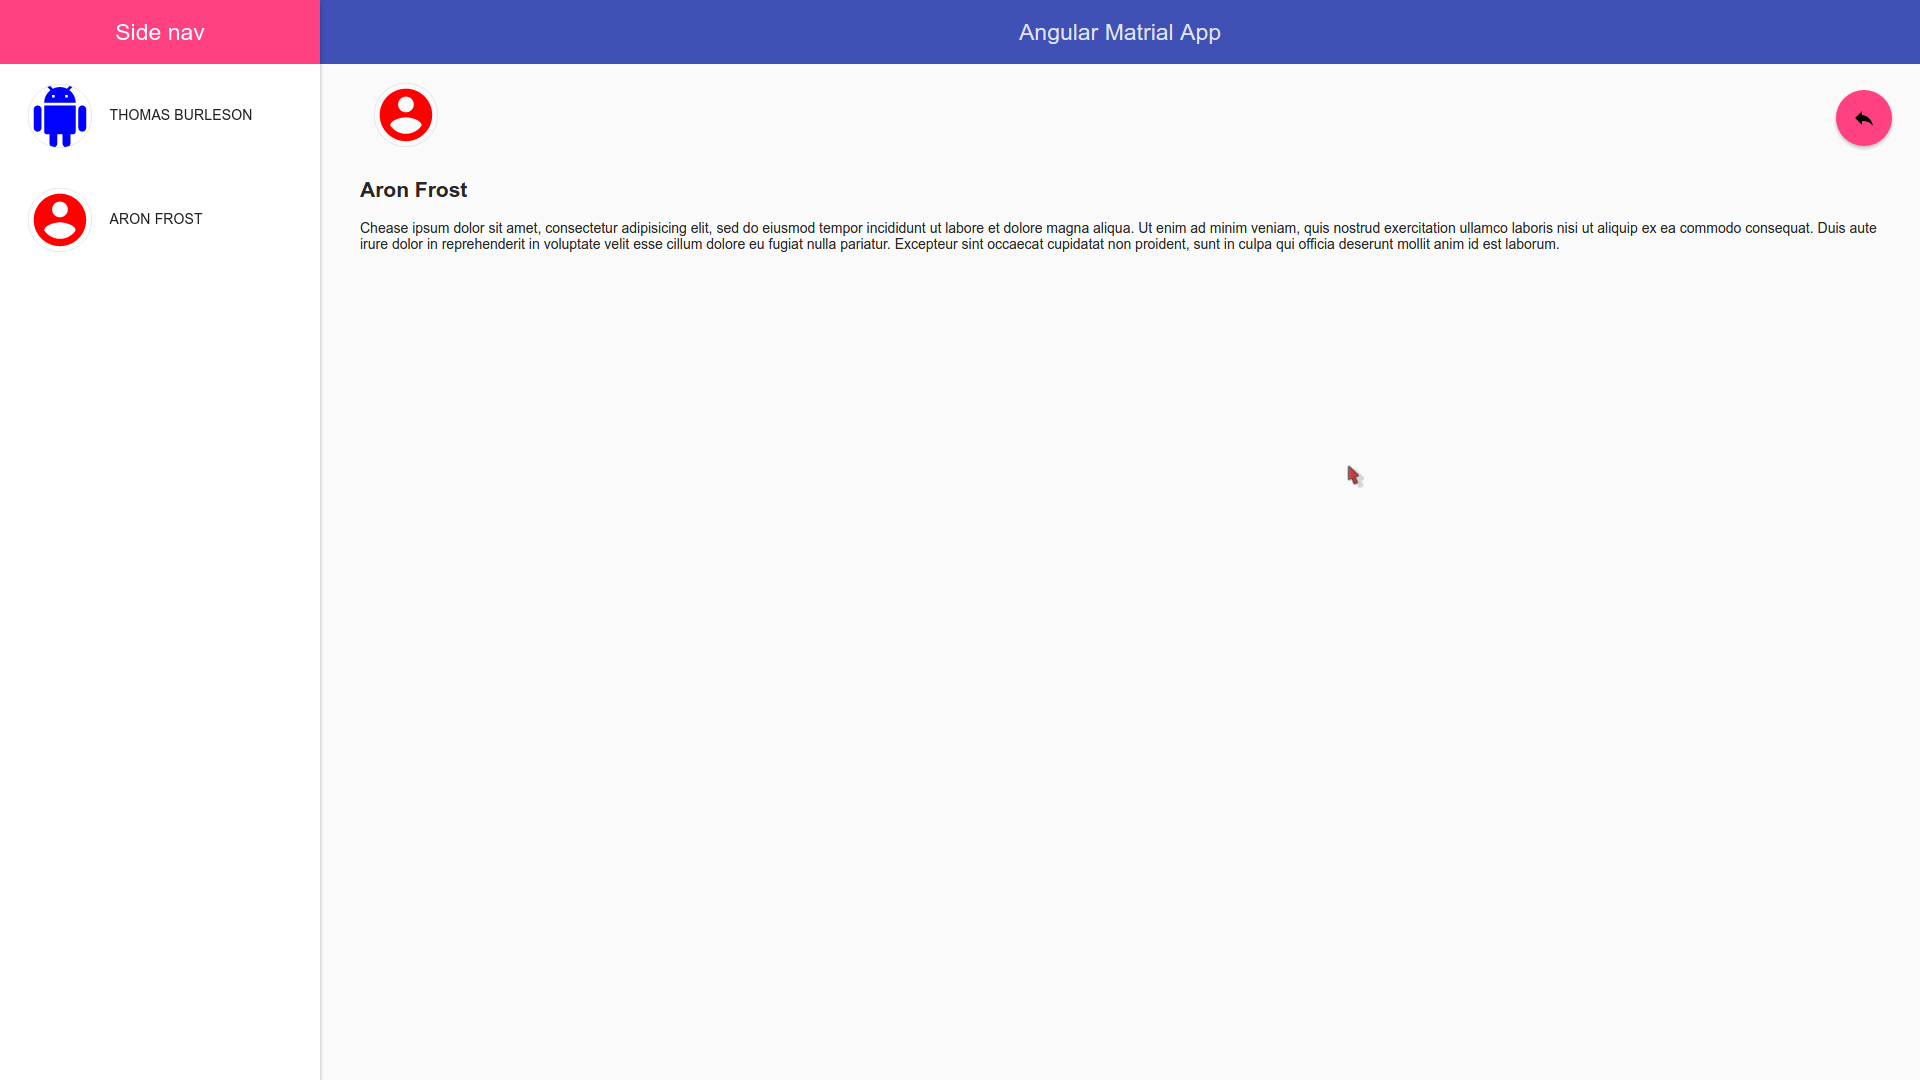 Side nav
Angular Matrial App
THOMAS BURLESON
ARON FROST
Aron Frost
Chease ipsum dolor sit amet, consectetur adipisicing elit, sed do eiusmod tempor incididunt ut labore et dolore magna aliqua. Ut enim ad minim veniam, quis nostrud exercitation ullamco laboris nisi ut aliquip ex ea commodo consequat. Duis aute
irure dolor in reprehenderit in voluptate velit esse cillum dolore eu fugiat nulla pariatur. Excepteur sint occaecat cupidatat non proident, sunt in culpa qui officia deserunt mollit anim id est laborum.